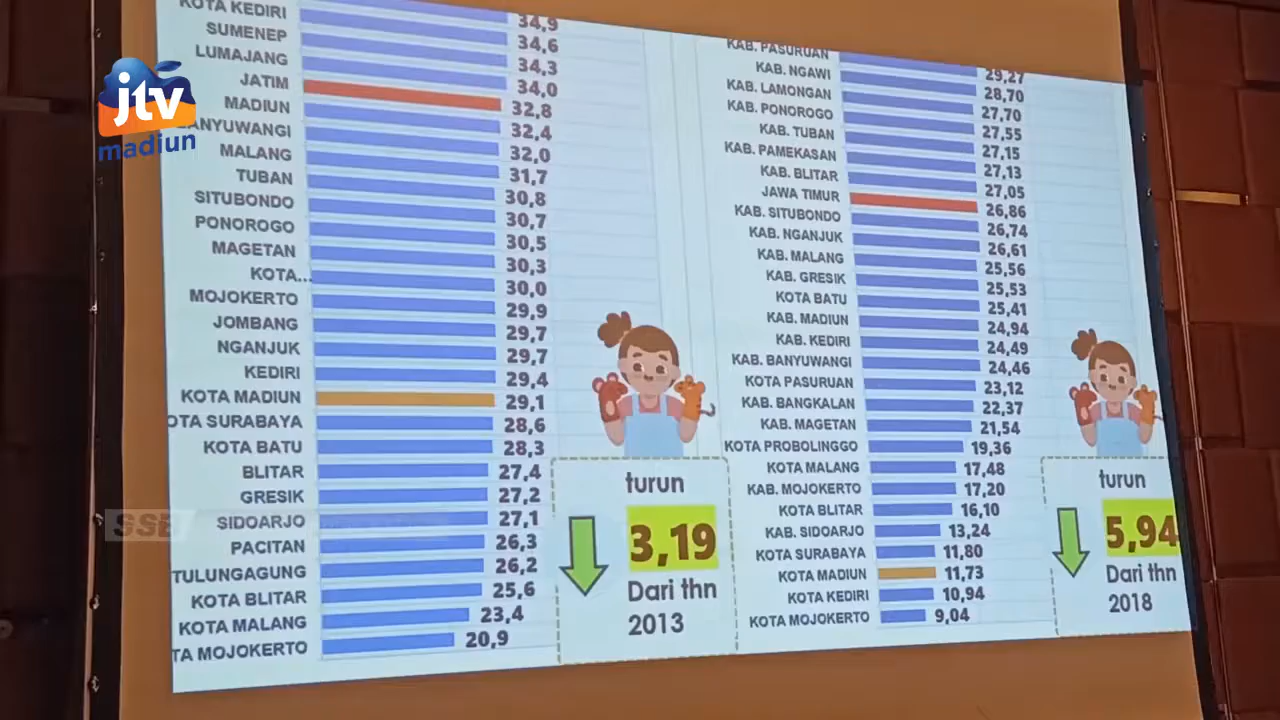 jtv
madiun
KOTA KEDIRI 34,9
SUMENEP 34,6
LUMAJANG 34,3
JATIM 34,0
MADIUN 32,8
ANYUWANGI 32,4
MALANG 32,0
TUBAN 31,7
SITUBONDO 30,8
PONOROGO 30,7
MAGETAN 30,5
KOTA... 30,3
MOJOKERTO 30,0
JOMBANG 29,9
NGANJUK 29,7
KEDIRI 29,7
KOTA MADIUN 29,4
OTA SURABAYA 29,1
KOTA BATU 28,6
BLITAR 28,3
GRESIK 27,4
SIDOARJO 27,2
PACITAN 27,1
TULUNGAGUNG 26,3
KOTA BLITAR 26,2
KOTA MALANG 25,6
TA MOJOKERTO 23,4
20,9
turun
3,19
Dari thn
2013
KAB. PASURUAN 29,27
KAB. NGAWI 28,70
KAB. LAMONGAN 27,70
KAB. PONOROGO 27,55
KAB. TUBAN 27,15
KAB. PAMEKASAN 27,13
KAB. BLITAR 27,05
JAWA TIMUR 26,86
KAB. SITUBONDO 26,74
KAB. NGANJUK 26,61
KAB. MALANG 25,56
KAB. GRESIK 25,53
KOTA BATU 25,41
KAB. MADIUN 24,94
KAB. KEDIRI 24,49
KAB. BANYUWANGI 24,46
KOTA PASURUAN 23,12
KAB. BANGKALAN 22,37
KAB. MAGETAN 21,54
KOTA PROBOLINGGO 19,36
KOTA MALANG 17,48
KAB. MOJOKERTO 17,20
KOTA BLITAR 16,10
KAB. SIDOARJO 13,24
KOTA SURABAYA 11,80
KOTA MADIUN 11,73
KOTA KEDIRI 10,94
KOTA MOJOKERTO 9,04
turun
5,94
Dari thn
2018
SSB